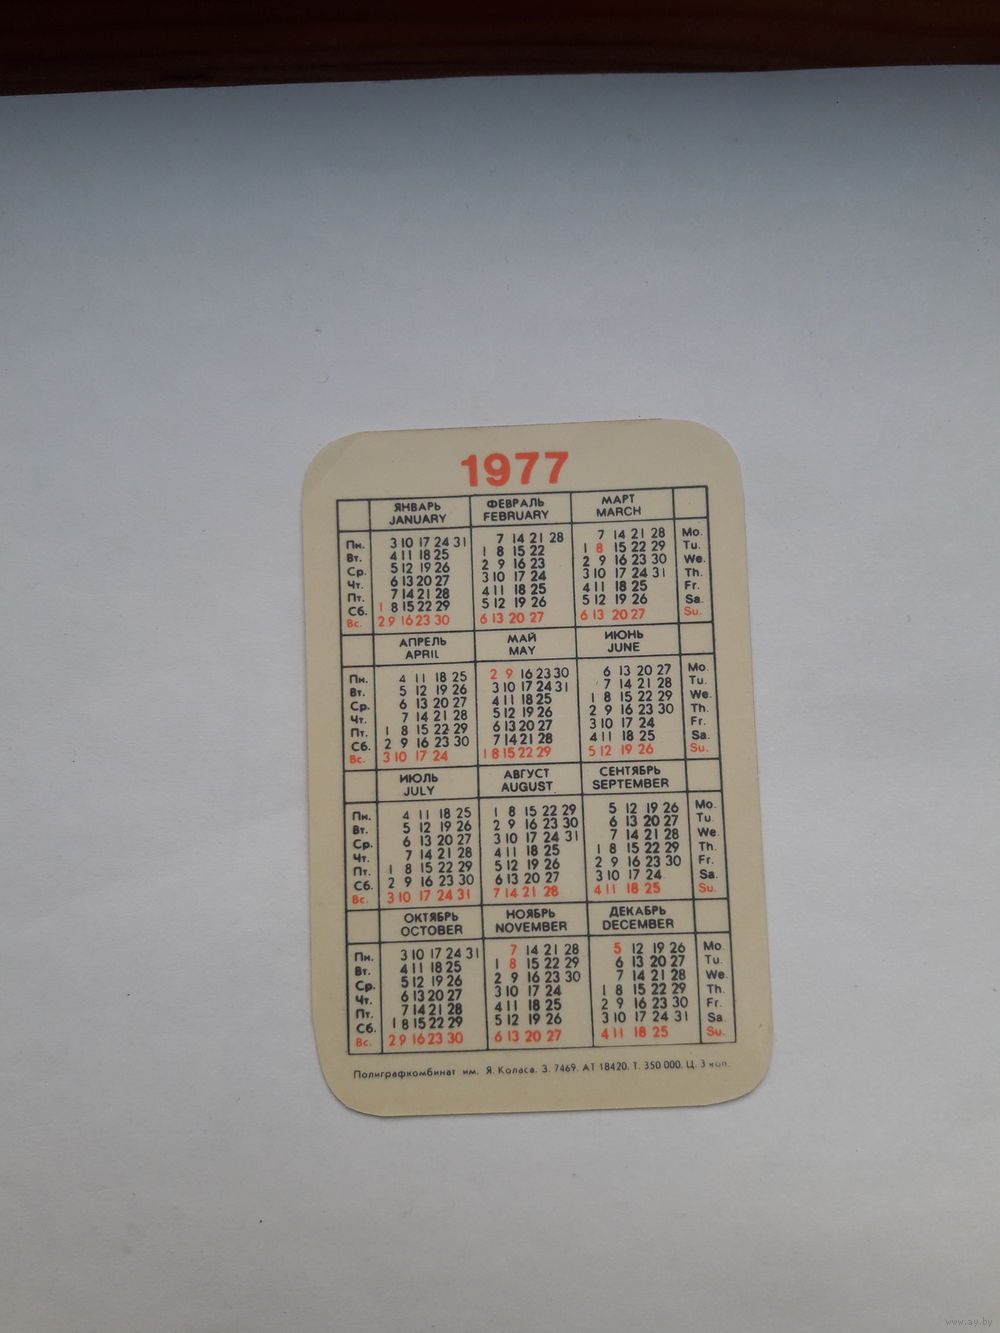 1977
ЯНВАРЬ ФЕВРАЛЬ МАРТ
JANUARY FEBRUARY MARCH
Пн. 3 10 17 24 31 7 14 21 28 7 14 21 28 Mo.
Вт. 4 11 18 25 1 8 15 22 1 8 15 22 29 Tu.
Ср. 5 12 19 26 2 9 16 23 2 9 16 23 30 We.
Чт. 6 13 20 27 3 10 17 24 3 10 17 24 31 Th.
Пт. 7 14 21 28 4 11 18 25 4 11 18 25 Fr.
Сб. 1 8 15 22 29 5 12 19 26 5 12 19 26 Sa.
Вс. 2 9 16 23 30 6 13 20 27 6 13 20 27 Su.
АПРЕЛЬ МАЙ ИЮНЬ
APRIL MAY JUNE
Пн. 4 11 18 25 2 9 16 23 30 6 13 20 27 Mo.
Вт. 5 12 19 26 3 10 17 24 31 7 14 21 28 Tu.
Ср. 6 13 20 27 4 11 18 25 1 8 15 22 29 We.
Чт. 7 14 21 28 5 12 19 26 2 9 16 23 30 Th.
Пт. 1 8 15 22 29 6 13 20 27 3 10 17 24 Fr.
Сб. 2 9 16 23 30 7 14 21 28 4 11 18 25 Sa.
Вс. 3 10 17 24 1 8 15 22 29 5 12 19 26 Su.
ИЮЛЬ АВГУСТ СЕНТЯБРЬ
JULY AUGUST SEPTEMBER
Пн. 4 11 18 25 1 8 15 22 29 5 12 19 26 Mo.
Вт. 5 12 19 26 2 9 16 23 30 6 13 20 27 Tu.
Ср. 6 13 20 27 3 10 17 24 31 7 14 21 28 We.
Чт. 7 14 21 28 4 11 18 25 1 8 15 22 29 Th.
Пт. 1 8 15 22 29 5 12 19 26 2 9 16 23 30 Fr.
Сб. 2 9 16 23 30 6 13 20 27 3 10 17 24 Sa.
Вс. 3 10 17 24 31 7 14 21 28 4 11 18 25 Su.
ОКТЯБРЬ НОЯБРЬ ДЕКАБРЬ
OCTOBER NOVEMBER DECEMBER
Пн. 3 10 17 24 31 7 14 21 28 5 12 19 26 Mo.
Вт. 4 11 18 25 1 8 15 22 29 6 13 20 27 Tu.
Ср. 5 12 19 26 2 9 16 23 30 7 14 21 28 We.
Чт. 6 13 20 27 3 10 17 24 1 8 15 22 29 Th.
Пт. 7 14 21 28 4 11 18 25 2 9 16 23 30 Fr.
Сб. 1 8 15 22 29 5 12 19 26 3 10 17 24 31 Sa.
Вс. 2 9 16 23 30 6 13 20 27 4 11 18 25 Su.
Полиграфкомбинат им. Я. Коласа. З. 7469. АТ 18420. Т. 350 000. Ц. 3 коп.
www.ay.by